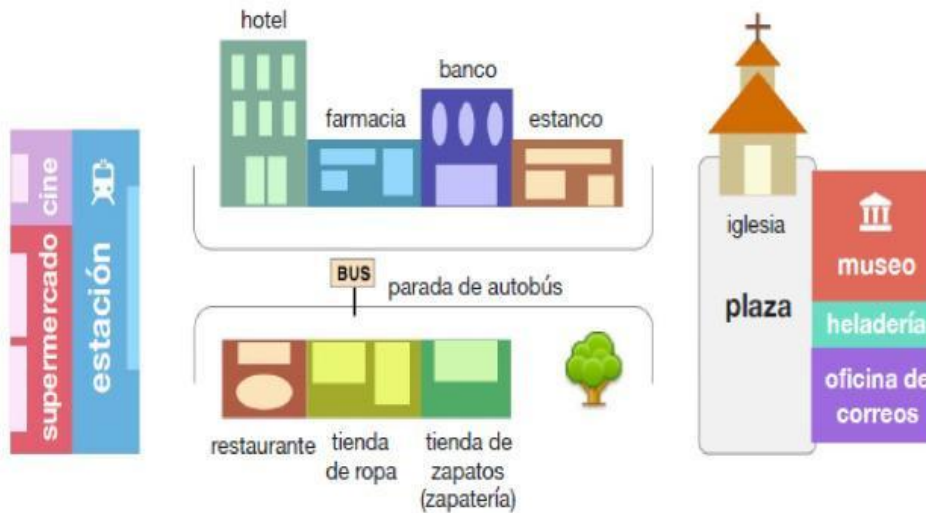 hotel
banco
farmacia
estanco
cine
supermercado
estación
iglesia
plaza
museo
heladería
oficina de
correos
BUS
parada de autobús
restaurante
tienda
de ropa
tienda de
zapatos
(zapatería)